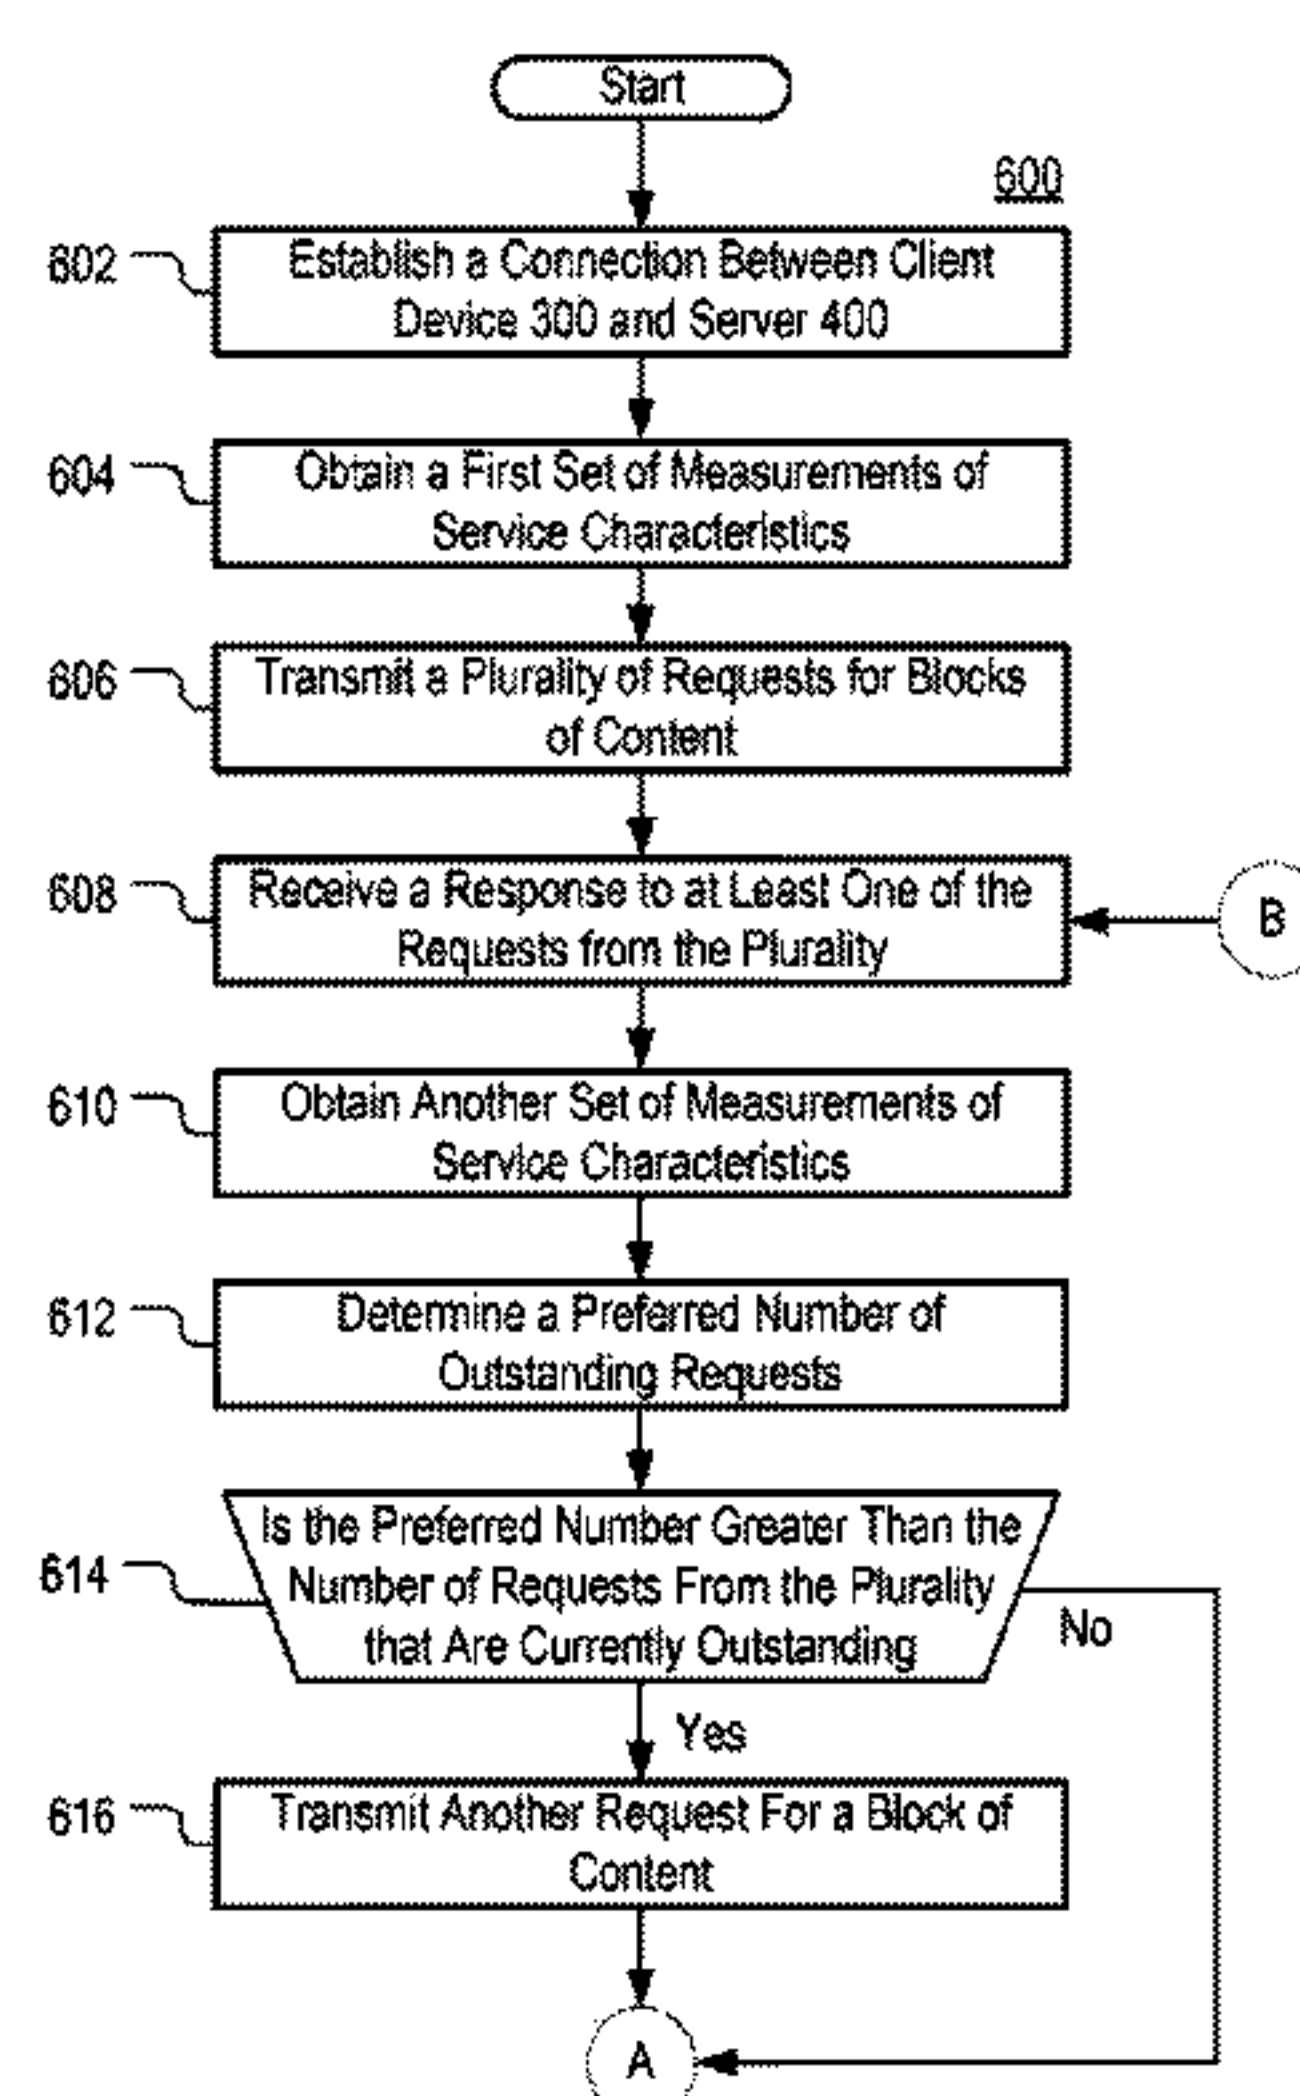 Start
600
602
Establish a Connection Between Client
Device 300 and Server 400
604
Obtain a First Set of Measurements of
Service Characteristics
606
Transmit a Plurality of Requests for Blocks
of Content
608
Receive a Response to at Least One of the
Requests from the Plurality
B
610
Obtain Another Set of Measurements of
Service Characteristics
612
Determine a Preferred Number of
Outstanding Requests
614
Is the Preferred Number Greater Than the
Number of Requests From the Plurality
that Are Currently Outstanding
No
Yes
616
Transmit Another Request For a Block of
Content
A